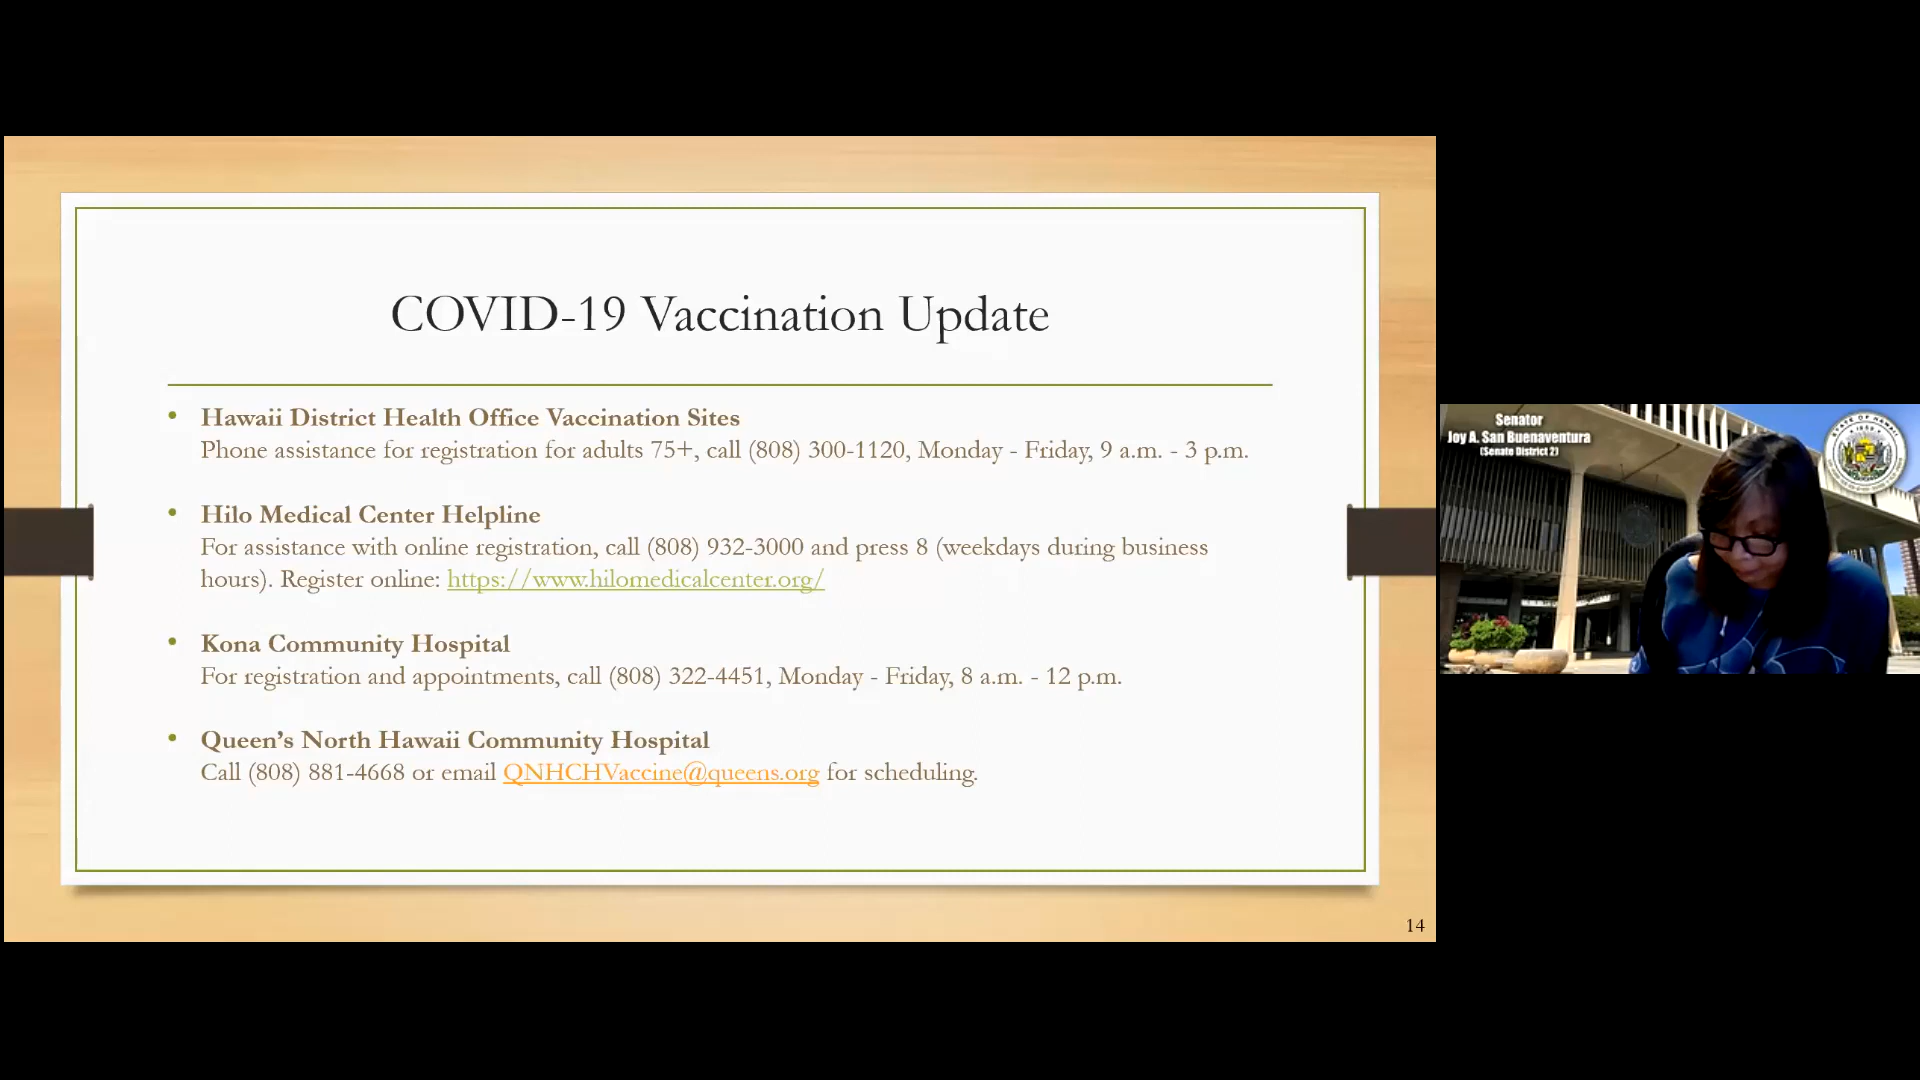 COVID-19 Vaccination Update
• Hawaii District Health Office Vaccination Sites
Phone assistance for registration for adults 75+, call (808) 300-1120, Monday - Friday, 9 a.m. - 3 p.m.
• Hilo Medical Center Helpline
For assistance with online registration, call (808) 932-3000 and press 8 (weekdays during business
hours). Register online: https://www.hilomedicalcenter.org/
• Kona Community Hospital
For registration and appointments, call (808) 322-4451, Monday - Friday, 8 a.m. - 12 p.m.
• Queen’s North Hawaii Community Hospital
Call (808) 881-4668 or email QNHCHVaccine@queens.org for scheduling.
14
Senator
Joy A. San Buenaventura
(Senate District 2)
STATE OF HAWAII